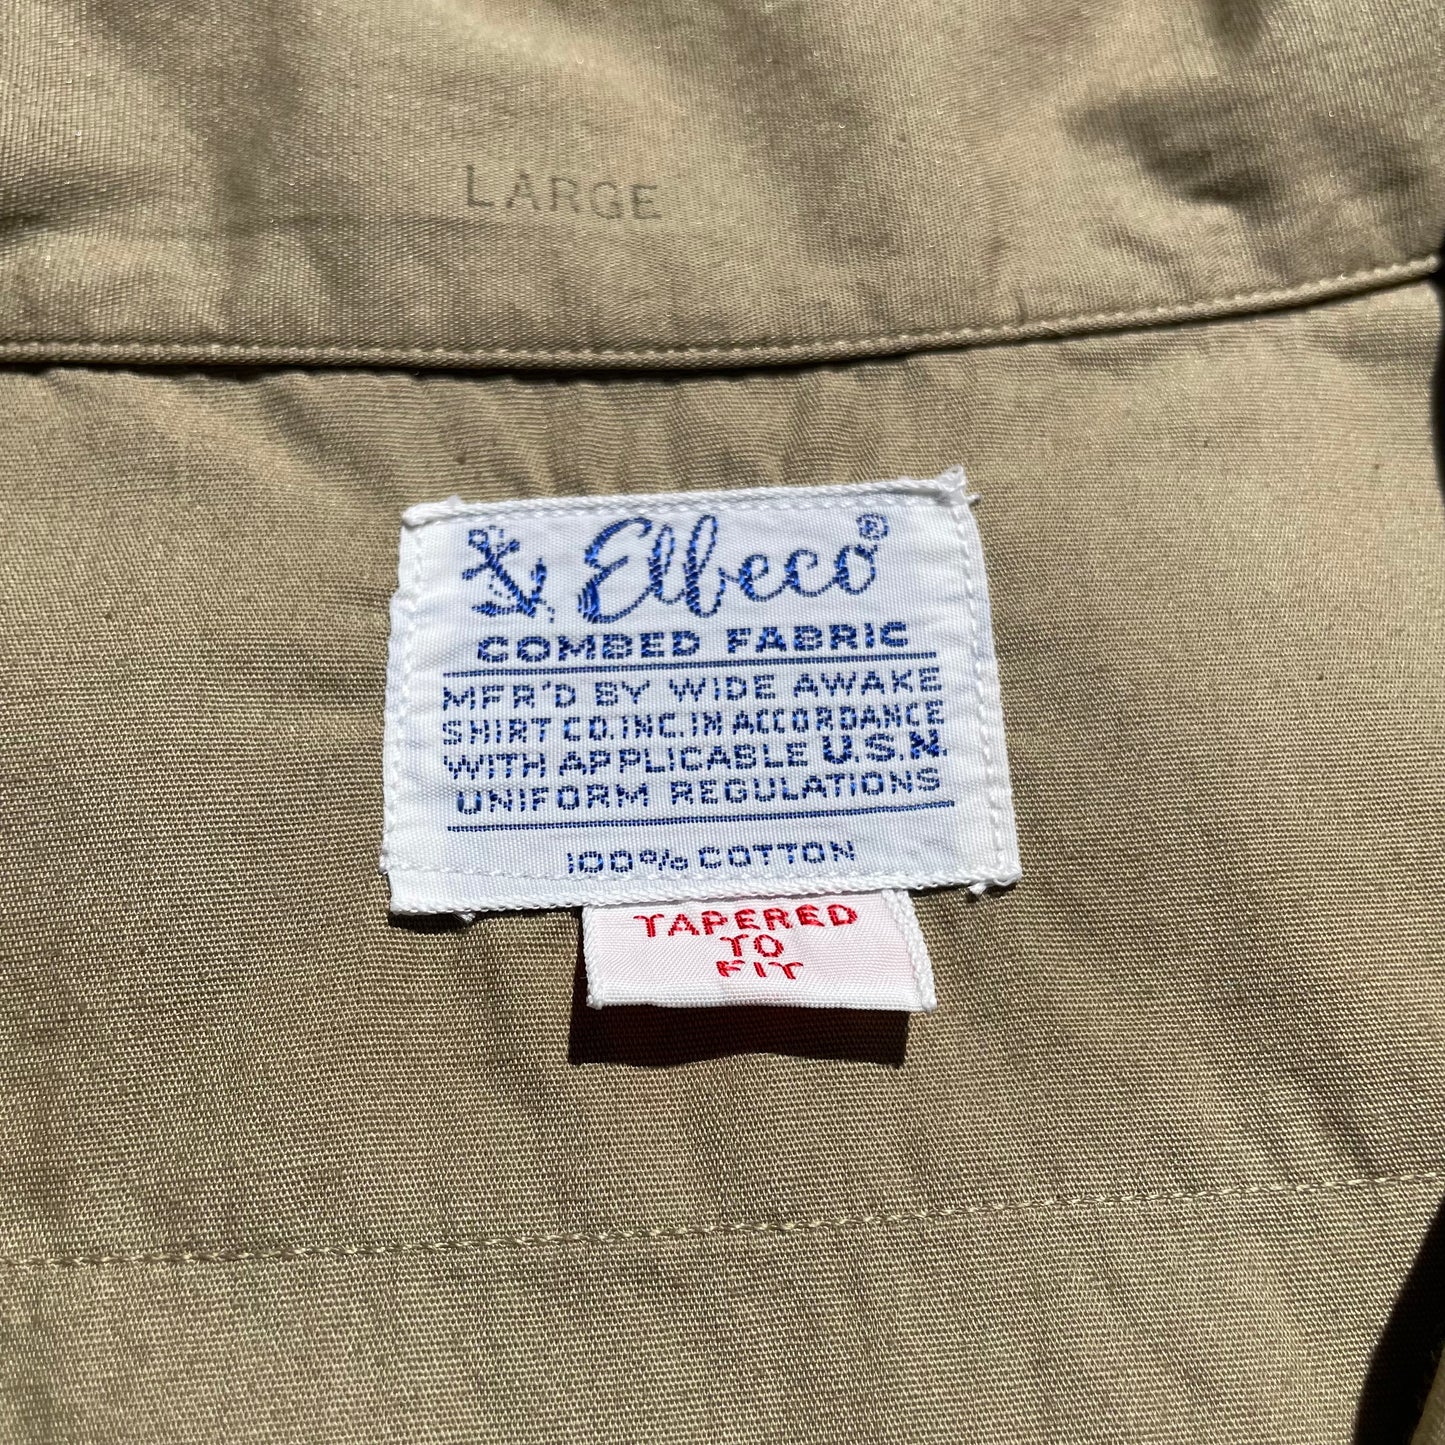 LARGE
Elbeco®
COMBED FABRIC
MFR'D BY WIDE AWAKE
SHIRT CO. INC. IN ACCORDANCE
WITH APPLICABLE U.S.N.
UNIFORM REGULATIONS
100% COTTON
TAPERED
TO
FIT